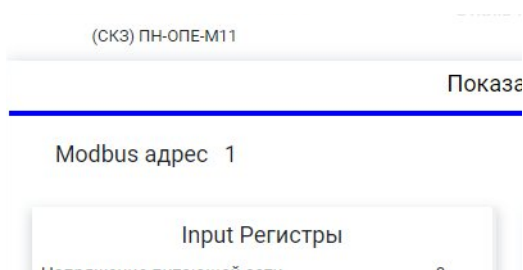 (СКЗ) ПН-ОПЕ-М11
Показа
Modbus адрес 1
Input Регистры